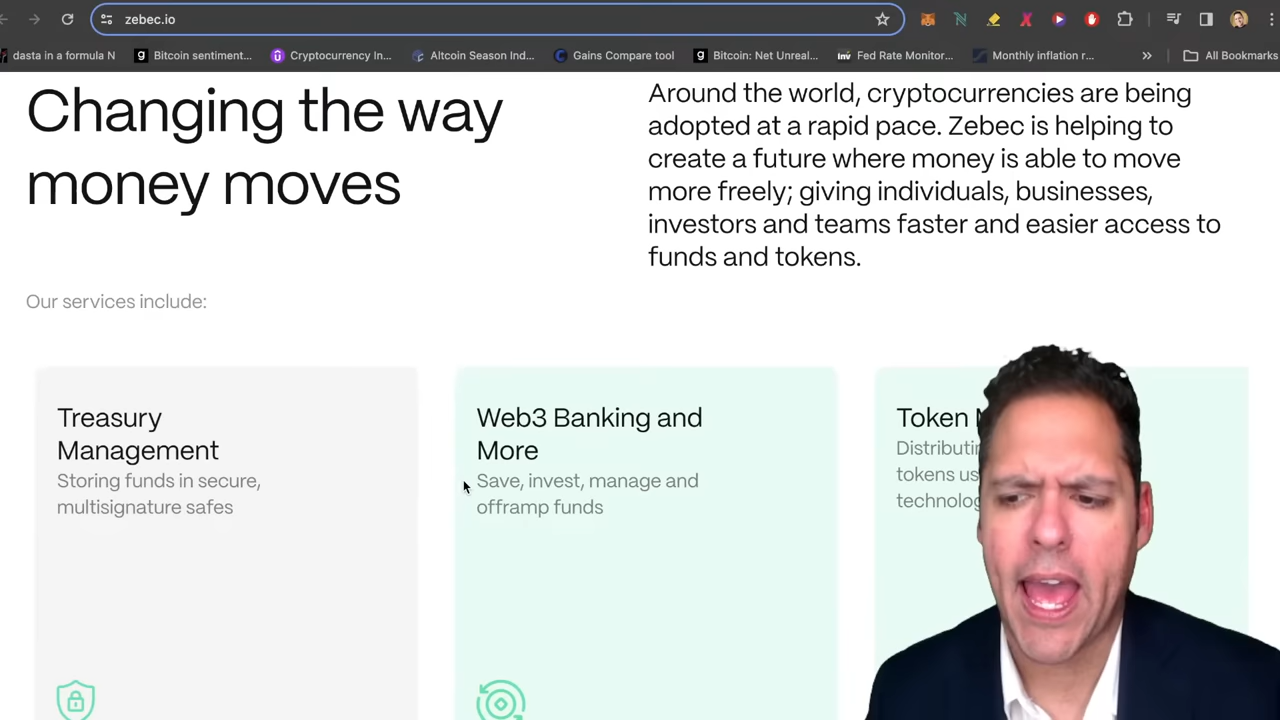 zebec.io
dasta in a formula N
Bitcoin sentiment...
Cryptocurrency In...
Altcoin Season Ind...
Gains Compare tool
Bitcoin: Net Unreal...
Inv
Fed Rate Monitor...
Monthly inflation r...
»
All Bookmarks
Changing the way
money moves
Around the world, cryptocurrencies are being
adopted at a rapid pace. Zebec is helping to
create a future where money is able to move
more freely; giving individuals, businesses,
investors and teams faster and easier access to
funds and tokens.
Our services include:
Treasury
Management
Storing funds in secure,
multisignature safes
Web3 Banking and
More
Save, invest, manage and
offramp funds
Token
tokens